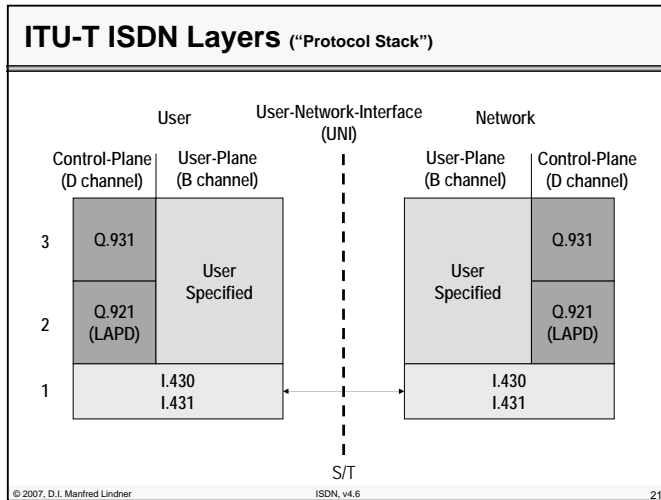 ITU-T ISDN Layers (“Protocol Stack”)
User
User-Network-Interface
(UNI)
Network
Control-Plane
(D channel)
User-Plane
(B channel)
User-Plane
(B channel)
Control-Plane
(D channel)
3
Q.931
User
Specified
User
Specified
Q.931
2
Q.921
(LAPD)
Q.921
(LAPD)
1
I.430
I.431
I.430
I.431
S/T
© 2007, D.I. Manfred Lindner
ISDN, v4.6
21